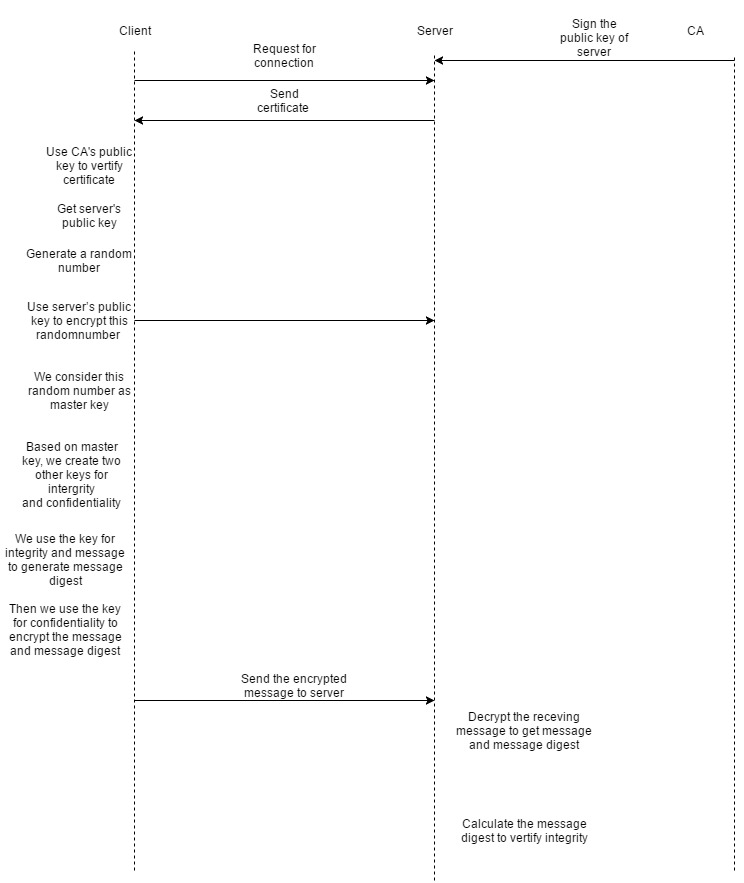 Client
Server
Sign the
public key of
server
CA
Request for
connection
Send
certificate
Use CA's public
key to vertify
certificate
Get server's
public key
Generate a random
number
Use server's public
key to encrypt this
randomnumber
We consider this
random number as
master key
Based on master
key, we create two
other keys for
intergrity
and confidentiality
We use the key for
integrity and message
to generate message
digest
Then we use the key
for confidentiality to
encrypt the message
and message digest
Send the encrypted
message to server
Decrypt the receving
message to get message
and message digest
Calculate the message
digest to vertify integrity